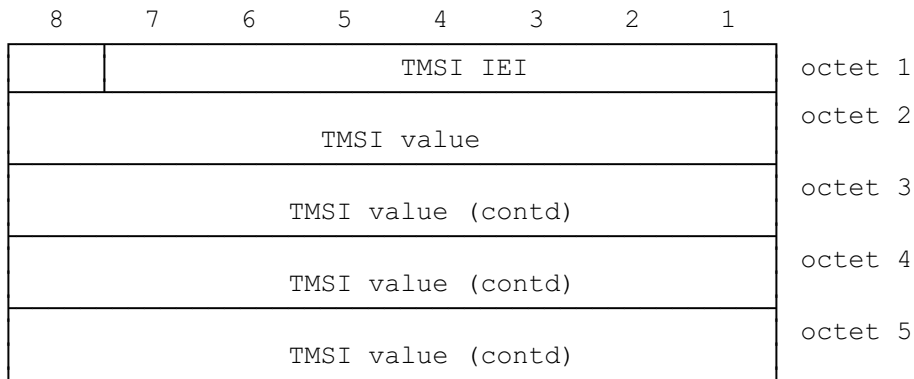 8 7 6 5 4 3 2 1
TMSI IEI octet 1
octet 2
TMSI value
octet 3
TMSI value (contd)
octet 4
TMSI value (contd)
octet 5
TMSI value (contd)